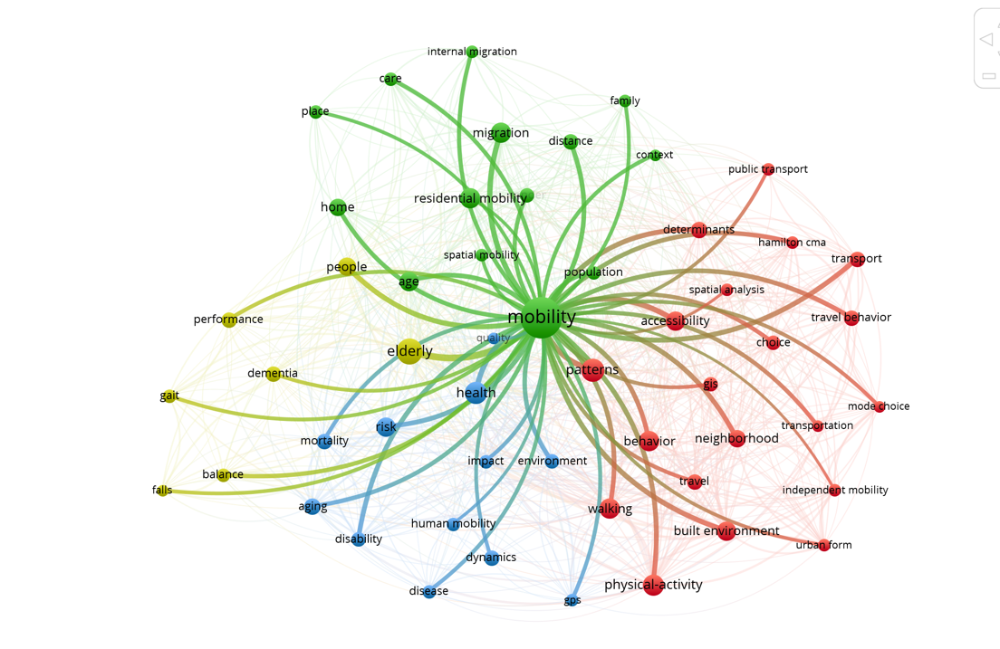 internal migration
care
family
place
migration
distance
context
public transport
residential mobility
home
determinants
hamilton cma
spatial mobility
transport
people
population
age
spatial analysis
mobility
performance
accessibility
travel behavior
quality
choice
elderly
patterns
dementia
gis
health
gait
mode choice
risk
transportation
mortality
behavior
neighborhood
impact
environment
balance
travel
falls
independent mobility
aging
walking
human mobility
built environment
disability
urban form
dynamics
physical-activity
disease
gps